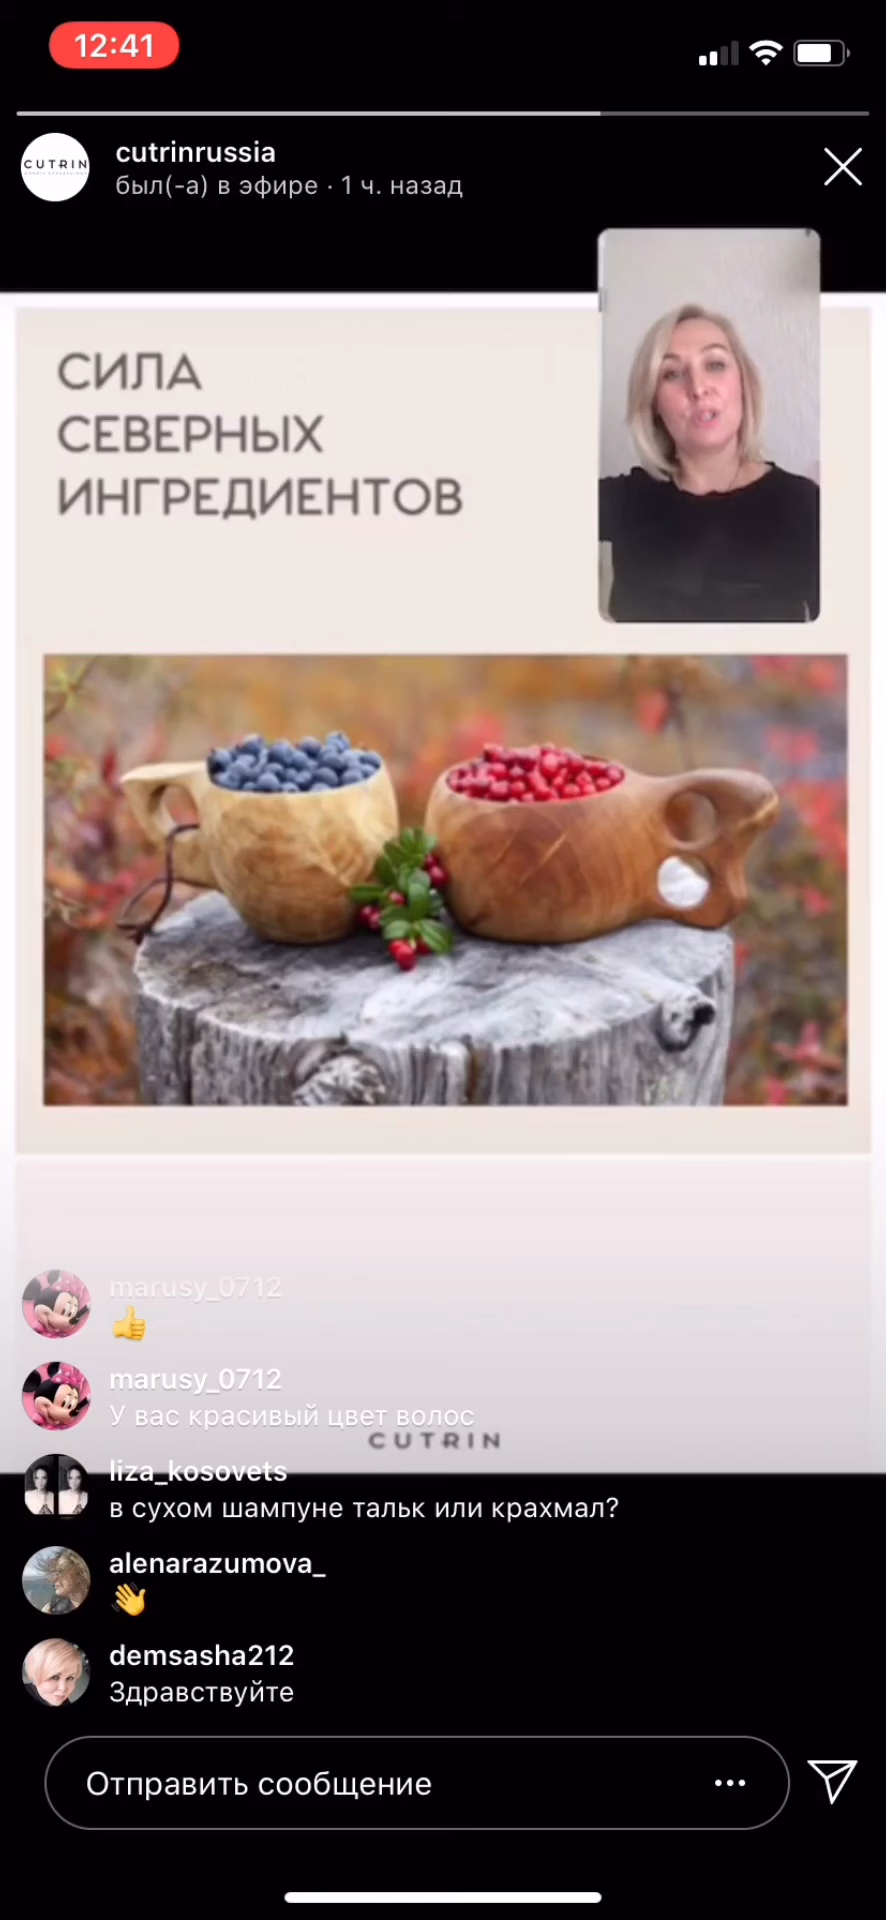 12:41
CUTRIN
cutrinrussia
был(-а) в эфире · 1 ч. назад
СИЛА
СЕВЕРНЫХ
ИНГРЕДИЕНТОВ
marusy_0712
👍
marusy_0712
У вас красивый цвет волос
CUTRIN
liza_kosovets
в сухом шампуне тальк или крахмал?
alenarazumova_
👋
demsasha212
Здравствуйте
Отправить сообщение